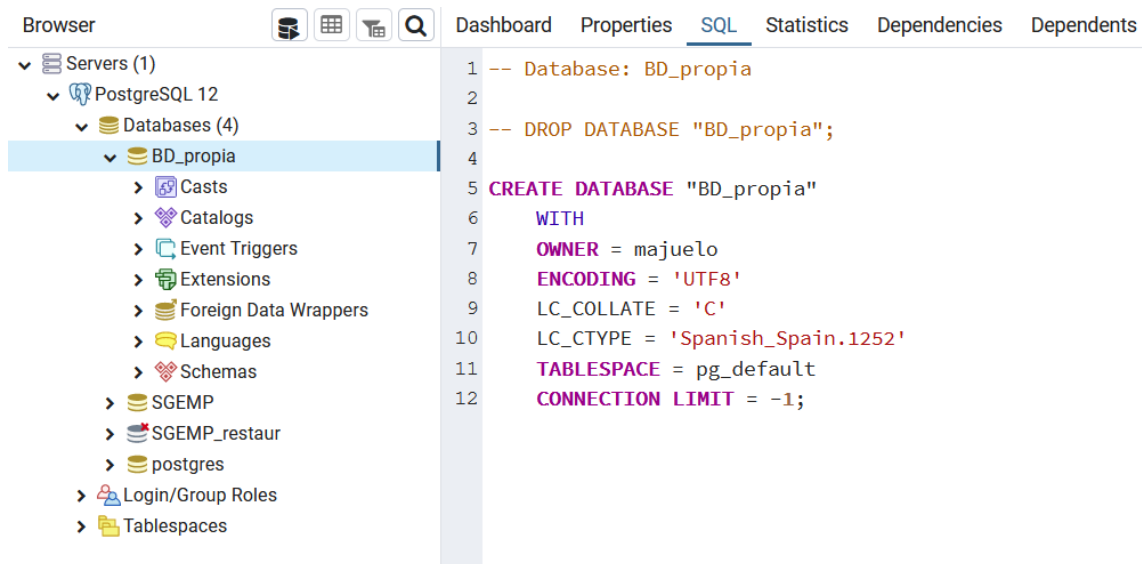 Browser
Servers (1)
PostgreSQL 12
Databases (4)
BD_propia
Casts
Catalogs
Event Triggers
Extensions
Foreign Data Wrappers
Languages
Schemas
SGEMP
SGEMP_restaur
postgres
Login/Group Roles
Tablespaces
Dashboard Properties SQL Statistics Dependencies Dependents
1 -- Database: BD_propia
2
3 -- DROP DATABASE "BD_propia";
4
5 CREATE DATABASE "BD_propia"
6 WITH
7 OWNER = majuelo
8 ENCODING = 'UTF8'
9 LC_COLLATE = 'C'
10 LC_CTYPE = 'Spanish_Spain.1252'
11 TABLESPACE = pg_default
12 CONNECTION LIMIT = -1;